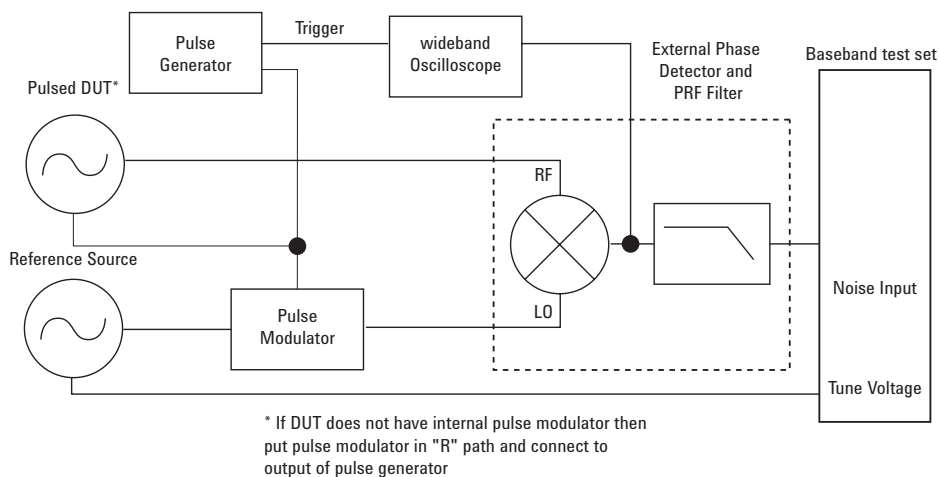 Pulse
Generator
Trigger
wideband
Oscilloscope
External Phase
Detector and
PRF Filter
Baseband test set
Pulsed DUT*
RF
Reference Source
Pulse
Modulator
LO
Noise Input
Tune Voltage
* If DUT does not have internal pulse modulator then
put pulse modulator in "R" path and connect to
output of pulse generator